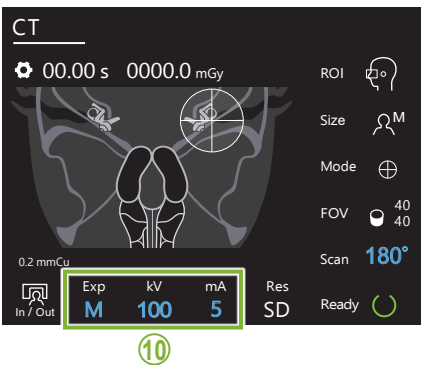 CT
00.00 s 0000.0 mGy
ROI
Size M
Mode
FOV 40
40
Scan 180°
0.2 mmCu
In / Out
Exp kV mA Res
M 100 5 SD
Ready
10